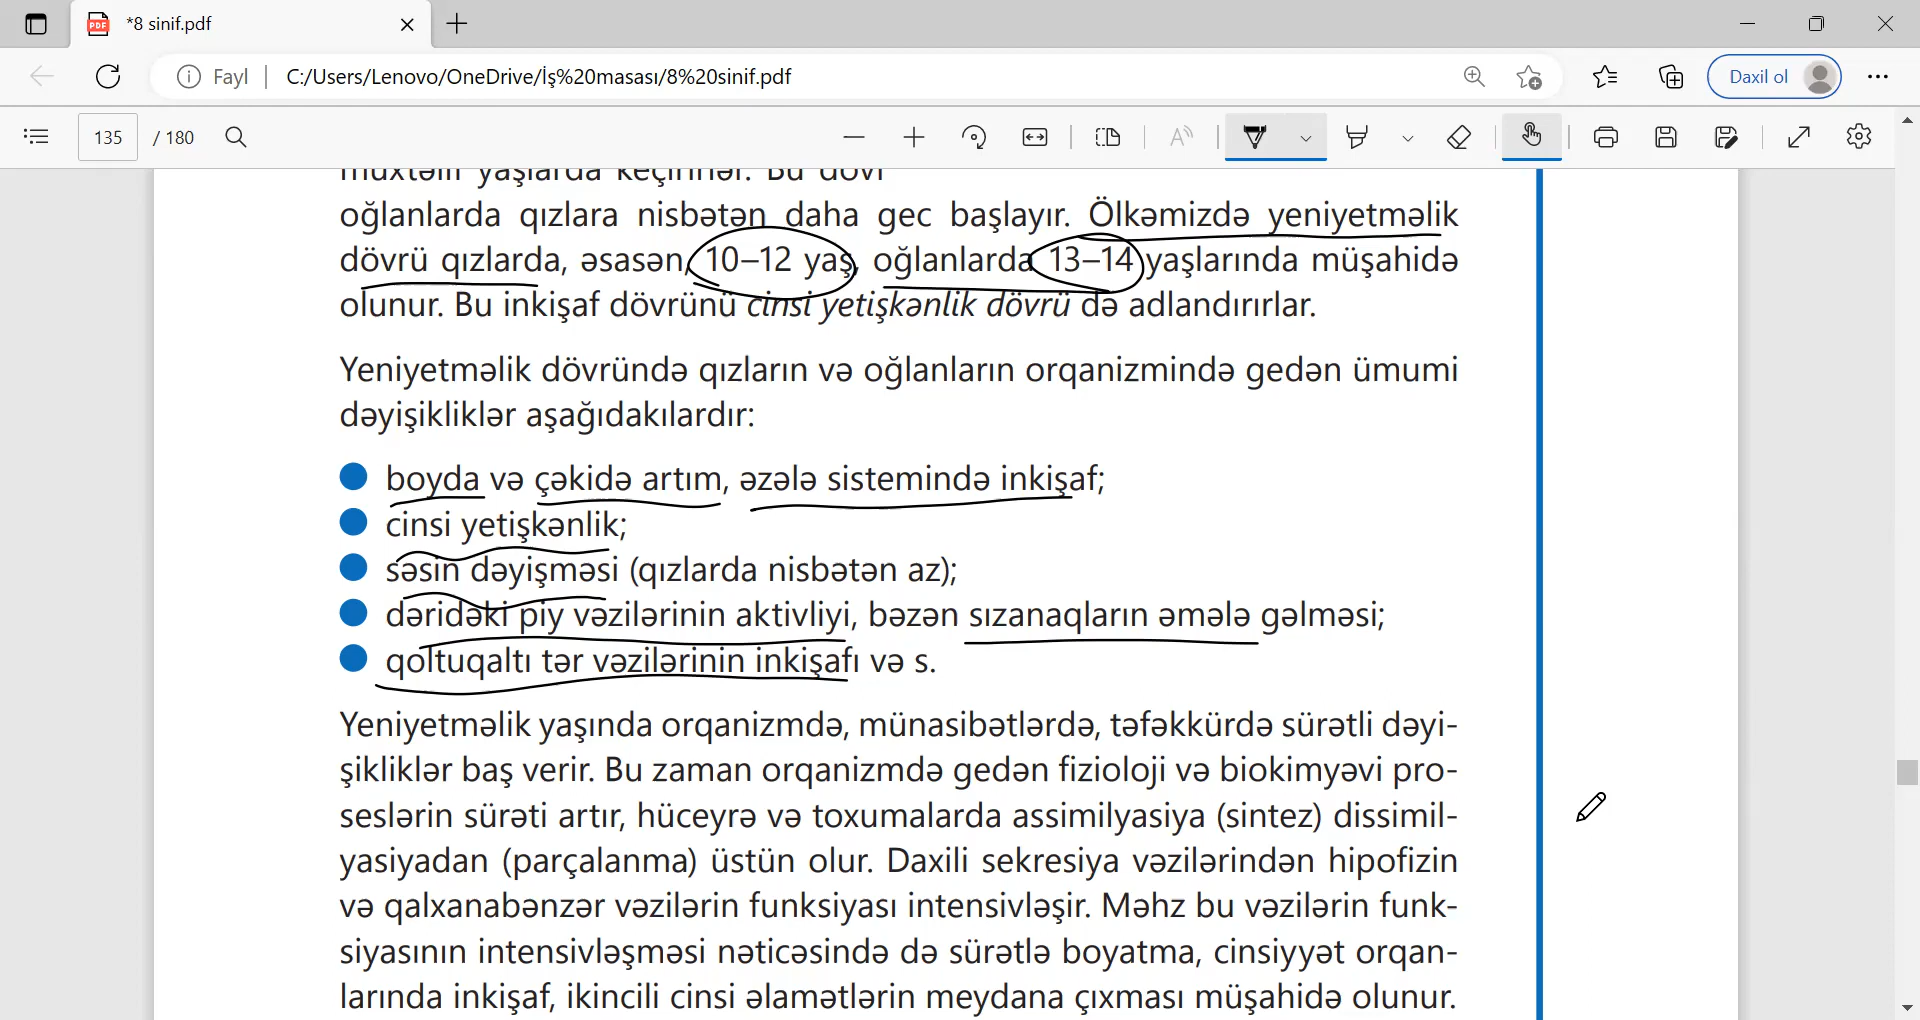 *8 sinif.pdf
Fayl
C:/Users/Lenovo/OneDrive/İş%20masası/8%20sinif.pdf
Daxil ol
135 / 180
müxtəlif yaşlarda keçirirlər. Bu dövr
oğlanlarda qızlara nisbətən daha gec başlayır. Ölkəmizdə yeniyetməlik
dövrü qızlarda, əsasən, 10–12 yaş, oğlanlarda 13–14 yaşlarında müşahidə
olunur. Bu inkişaf dövrünü cinsi yetişkənlik dövrü də adlandırırlar.
Yeniyetməlik dövründə qızların və oğlanların orqanizmində gedən ümumi
dəyişikliklər aşağıdakılardır:
boyda və çəkidə artım, əzələ sistemində inkişaf;
cinsi yetişkənlik;
səsin dəyişməsi (qızlarda nisbətən az);
dəridəki piy vəzilərinin aktivliyi, bəzən sızanaqların əmələ gəlməsi;
qoltuqaltı tər vəzilərinin inkişafı və s.
Yeniyetməlik yaşında orqanizmdə, münasibətlərdə, təfəkkürdə sürətli dəyi-
şikliklər baş verir. Bu zaman orqanizmdə gedən fizioloji və biokimyəvi pro-
seslərin sürəti artır, hüceyrə və toxumalarda assimilyasiya (sintez) dissimil-
yasiyadan (parçalanma) üstün olur. Daxili sekresiya vəzilərindən hipofizin
və qalxanabənzər vəzilərin funksiyası intensivləşir. Məhz bu vəzilərin funk-
siyasının intensivləşməsi nəticəsində də sürətlə boyatma, cinsiyyət orqan-
larında inkişaf, ikincili cinsi əlamətlərin meydana çıxması müşahidə olunur.